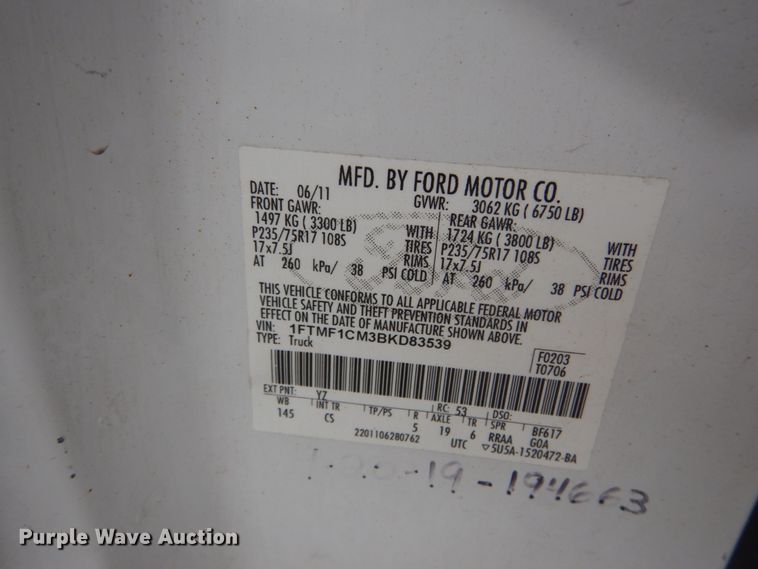 MFD. BY FORD MOTOR CO.
DATE: 06/11 GVWR: 3062 KG ( 6750 LB)
FRONT GAWR: REAR GAWR:
1497 KG ( 3300 LB) WITH 1724 KG ( 3800 LB) WITH
P235/75R17 108S TIRES P235/75R17 108S TIRES
17x7.5J RIMS 17x7.5J RIMS
AT 260 kPa/ 38 PSI COLD AT 260 kPa/ 38 PSI COLD
THIS VEHICLE CONFORMS TO ALL APPLICABLE FEDERAL MOTOR
VEHICLE SAFETY AND THEFT PREVENTION STANDARDS IN
EFFECT ON THE DATE OF MANUFACTURE SHOWN ABOVE.
VIN: 1FTMF1CM3BKD83539
TYPE: Truck
F0203
T0706
EXT PNT: YZ RC: 53 DSO:
WB INT TR TP/PS R AXLE TR SPR BF617
145 CS 5 19 6 RRAA GOA
2201106280762 UTC ▽5U5A-1520472-BA
-19-194663
Purple Wave Auction
Purple Wave Auction